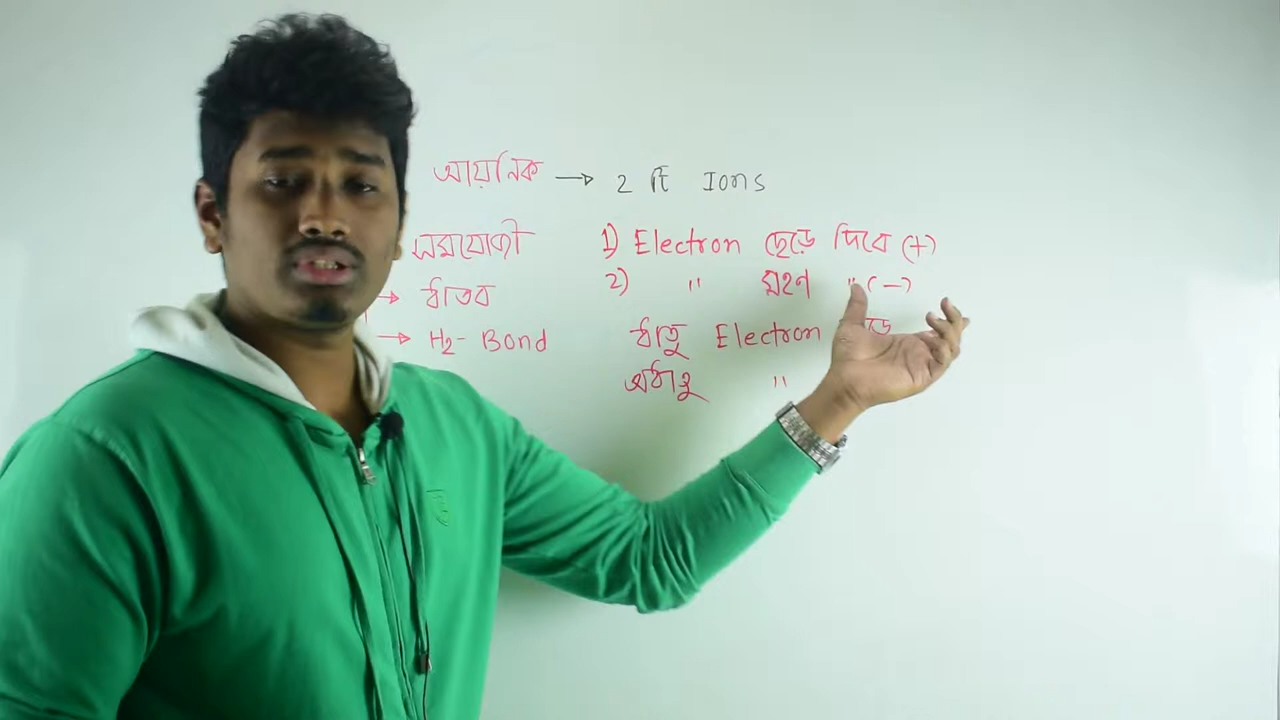 আয়নিক → 2 টি Ions
সমযোজী
→ ধাতব
→ H2- Bond
1) Electron ছেড়ে দিবে (+)
2) " গ্রহণ " (-)
ধাতু Electron
অধাতু "